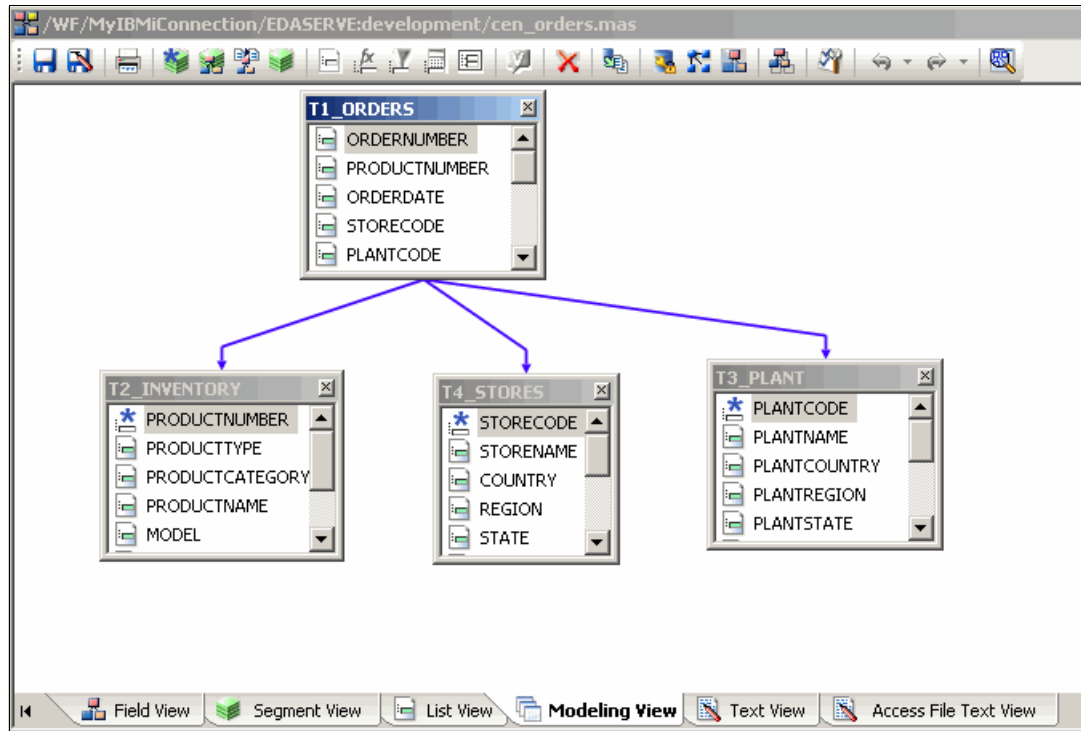 /WF/MyIBMiConnection/EDASERVE:development/cen_orders.mas
T1_ORDERS
ORDERNUMBER
PRODUCTNUMBER
ORDERDATE
STORECODE
PLANTCODE
T2_INVENTORY
PRODUCTNUMBER
PRODUCTTYPE
PRODUCTCATEGORY
PRODUCTNAME
MODEL
T4_STORES
STORECODE
STORENAME
COUNTRY
REGION
STATE
T3_PLANT
PLANTCODE
PLANTNAME
PLANTCOUNTRY
PLANTREGION
PLANTSTATE
Field View Segment View List View Modeling View Text View Access File Text View